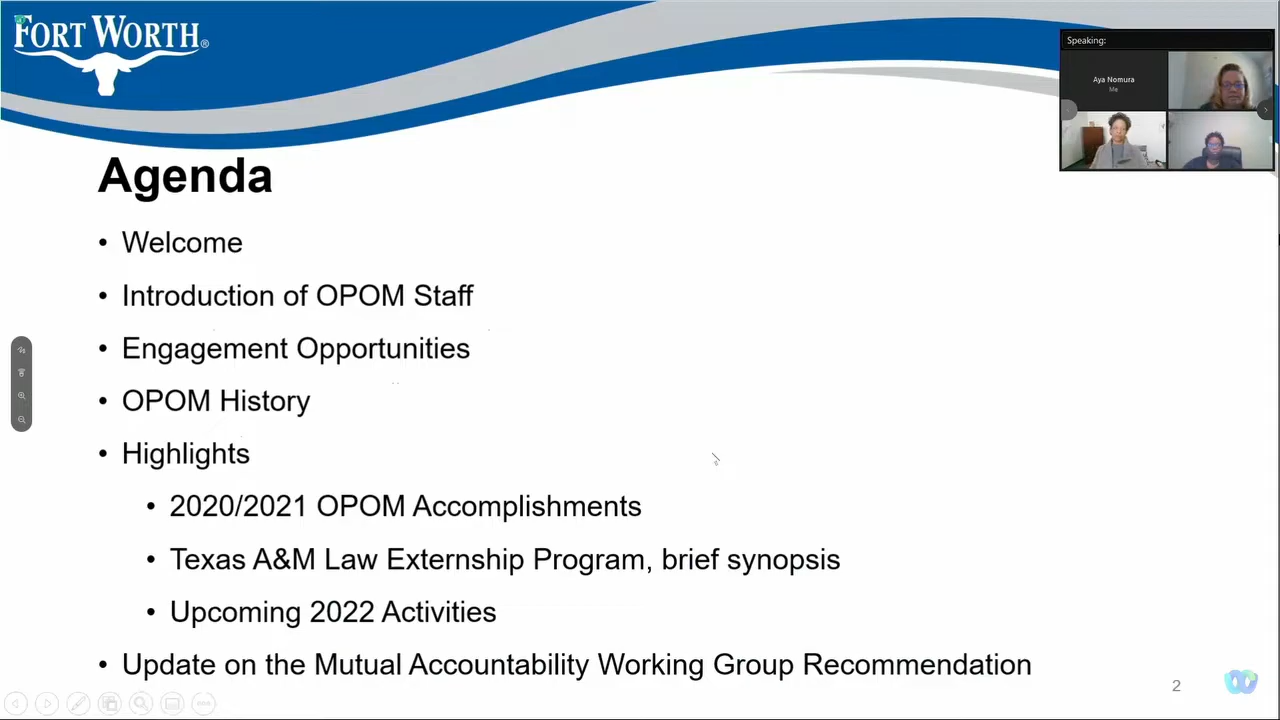 FORT WORTH®
Speaking:
Aya Nomura
Me
Agenda
• Welcome
• Introduction of OPOM Staff
• Engagement Opportunities
• OPOM History
• Highlights
• 2020/2021 OPOM Accomplishments
• Texas A&M Law Externship Program, brief synopsis
• Upcoming 2022 Activities
• Update on the Mutual Accountability Working Group Recommendation
2